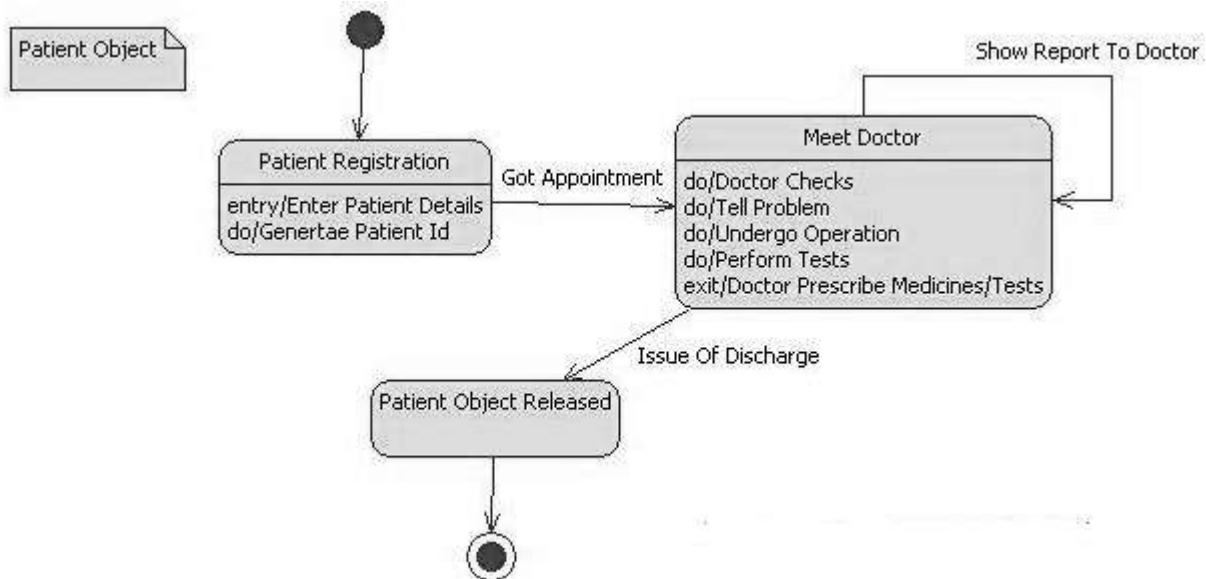 Patient Object
Show Report To Doctor
Patient Registration
entry/Enter Patient Details
do/Genertae Patient Id
Got Appointment
Meet Doctor
do/Doctor Checks
do/Tell Problem
do/Undergo Operation
do/Perform Tests
exit/Doctor Prescribe Medicines/Tests
Issue Of Discharge
Patient Object Released